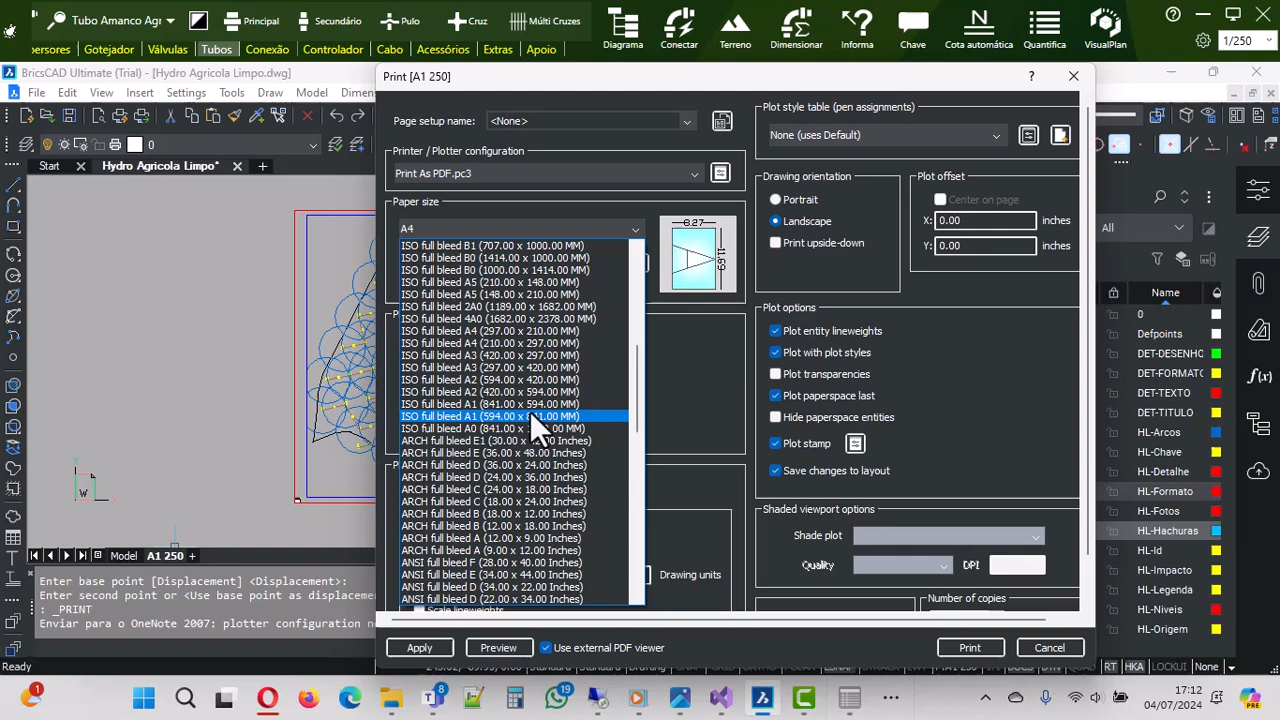 Tubo Amanco Agri
Principal
Secundário
Pulo
Cruz
Múlti Cruzes
persores
Gotejador
Válvulas
Tubos
Conexão
Controlador
Cabo
Acessórios
Extras
Apoio
Diagrama
Conectar
Terreno
Dimensionar
Informa
Chave
Cota automática
Quantifica
VisualPlan
1/250
BricsCAD Ultimate (Trial) - [Hydro Agricola Limpo.dwg]
File Edit View Insert Settings Tools Draw Model Dimens
0
Start
Hydro Agricola Limpo*
Print [A1 250]
Page setup name:
<None>
Printer / Plotter configuration
Print As PDF.pc3
Paper size
A4
ISO full bleed B1 (707.00 x 1000.00 MM)
ISO full bleed B0 (1414.00 x 1000.00 MM)
ISO full bleed B0 (1000.00 x 1414.00 MM)
ISO full bleed A5 (210.00 x 148.00 MM)
ISO full bleed A5 (148.00 x 210.00 MM)
ISO full bleed 2A0 (1189.00 x 1682.00 MM)
ISO full bleed 4A0 (1682.00 x 2378.00 MM)
ISO full bleed A4 (297.00 x 210.00 MM)
ISO full bleed A4 (210.00 x 297.00 MM)
ISO full bleed A3 (420.00 x 297.00 MM)
ISO full bleed A3 (297.00 x 420.00 MM)
ISO full bleed A2 (594.00 x 420.00 MM)
ISO full bleed A2 (420.00 x 594.00 MM)
ISO full bleed A1 (841.00 x 594.00 MM)
ISO full bleed A1 (594.00 x 841.00 MM)
ISO full bleed A0 (841.00 x MM)
ARCH full bleed E1 (30.00 x 42.00 Inches)
ARCH full bleed E (36.00 x 48.00 Inches)
ARCH full bleed D (36.00 x 24.00 Inches)
ARCH full bleed D (24.00 x 36.00 Inches)
ARCH full bleed C (24.00 x 18.00 Inches)
ARCH full bleed C (18.00 x 24.00 Inches)
ARCH full bleed B (18.00 x 12.00 Inches)
ARCH full bleed B (12.00 x 18.00 Inches)
ARCH full bleed A (12.00 x 9.00 Inches)
ARCH full bleed A (9.00 x 12.00 Inches)
ANSI full bleed F (28.00 x 40.00 Inches)
ANSI full bleed E (34.00 x 44.00 Inches)
ANSI full bleed D (34.00 x 22.00 Inches)
ANSI full bleed D (22.00 x 34.00 Inches)
Scale lineweights
8.27
11.69
Drawing units
Plot style table (pen assignments)
None (uses Default)
Drawing orientation
Portrait
Landscape
Print upside-down
Plot offset
Center on page
X: 0.00 inches
Y: 0.00 inches
Plot options
Plot entity lineweights
Plot with plot styles
Plot transparencies
Plot paperspace last
Hide paperspace entities
Plot stamp
Save changes to layout
Shaded viewport options
Shade plot
Quality
DPI
Number of copies
Apply
Preview
Use external PDF viewer
Print
Cancel
All
Name
0
Defpoints
DET-DESENHO
DET-FORMATO
DET-TEXTO
DET-TITULO
HL-Arcos
HL-Chave
HL-Detalhe
HL-Formato
HL-Fotos
HL-Hachuras
HL-Id
HL-Impacto
HL-Legenda
HL-Niveis
HL-Origem
Y
W
X
Model
A1 250
Enter base point [Displacement] <Displacement>:
Enter second point or <Use base point as displacem
: _PRINT
Enviar para o OneNote 2007: plotter configuration n
Ready
RT HKA LOCKUI None
1
8
19
17:12
04/07/2024
PRE